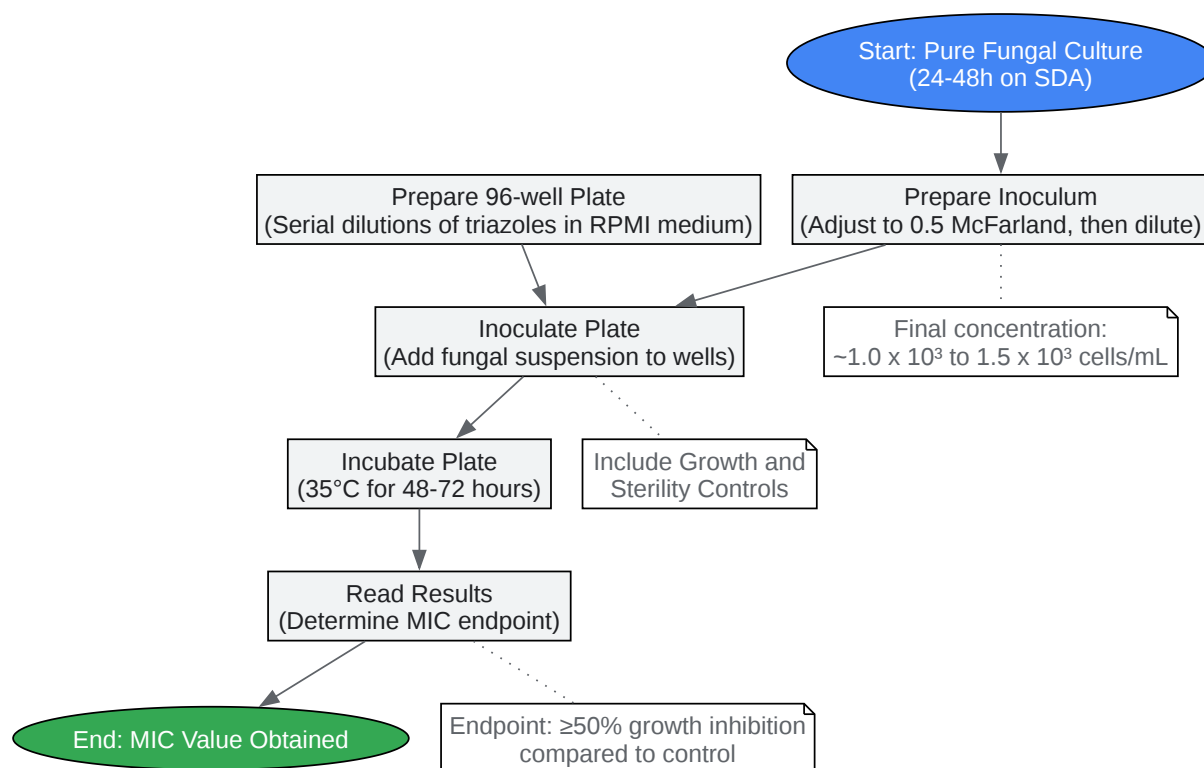 Start: Pure Fungal Culture
(24-48h on SDA)
Prepare 96-well Plate
(Serial dilutions of triazoles in RPMI medium)
Prepare Inoculum
(Adjust to 0.5 McFarland, then dilute)
Inoculate Plate
(Add fungal suspension to wells)
Final concentration:
~1.0 x 10³ to 1.5 x 10³ cells/mL
Incubate Plate
(35°C for 48-72 hours)
Include Growth and
Sterility Controls
Read Results
(Determine MIC endpoint)
End: MIC Value Obtained
Endpoint: ≥50% growth inhibition
compared to control